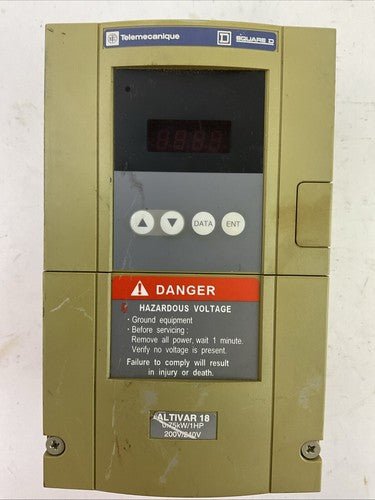 Telemecanique SQUARE D
DATA ENT
DANGER
HAZARDOUS VOLTAGE
• Ground equipment
• Before servicing :
Remove all power, wait 1 minute.
Verify no voltage is present.
Failure to comply will result
in injury or death.
ALTIVAR 18
0,75kW/1HP
200V/240V